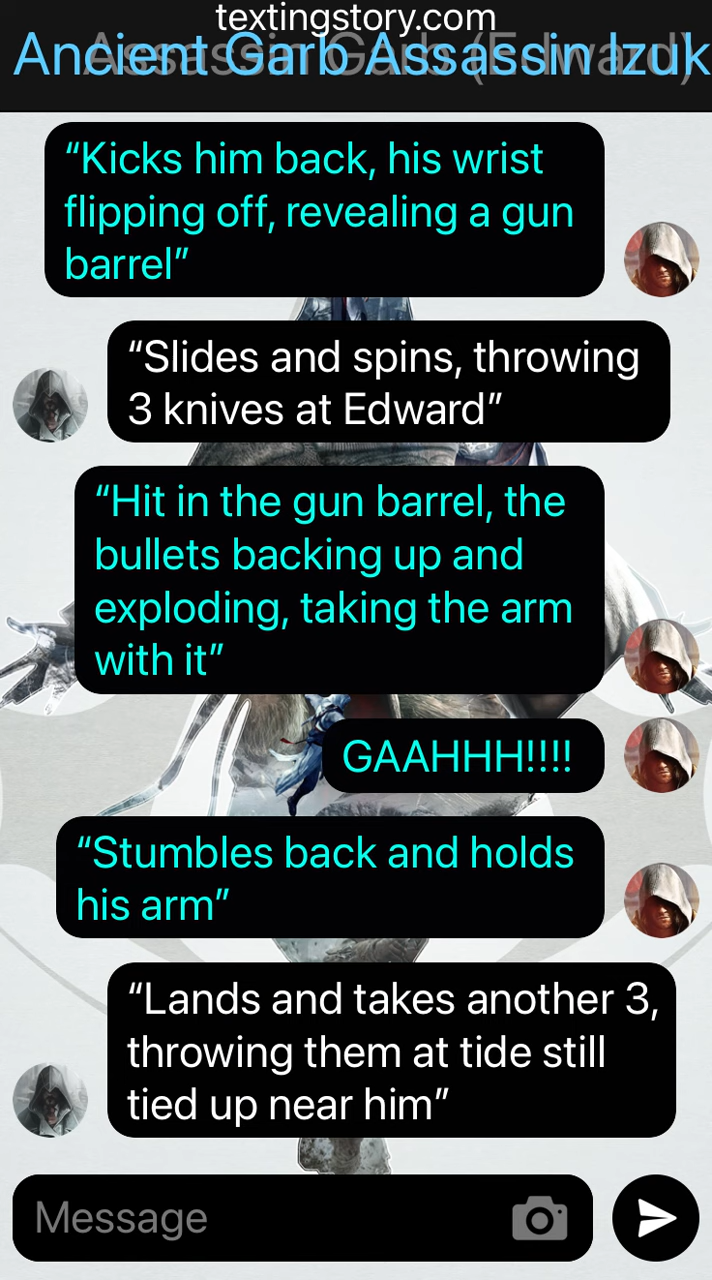 textingstory.com
Assassin Garb (Edward)
Ancient Garb Assassin Izuk
“Kicks him back, his wrist
flipping off, revealing a gun
barrel”
“Slides and spins, throwing
3 knives at Edward”
“Hit in the gun barrel, the
bullets backing up and
exploding, taking the arm
with it”
GAAHHH!!!!
“Stumbles back and holds
his arm”
“Lands and takes another 3,
throwing them at tide still
tied up near him”
Message